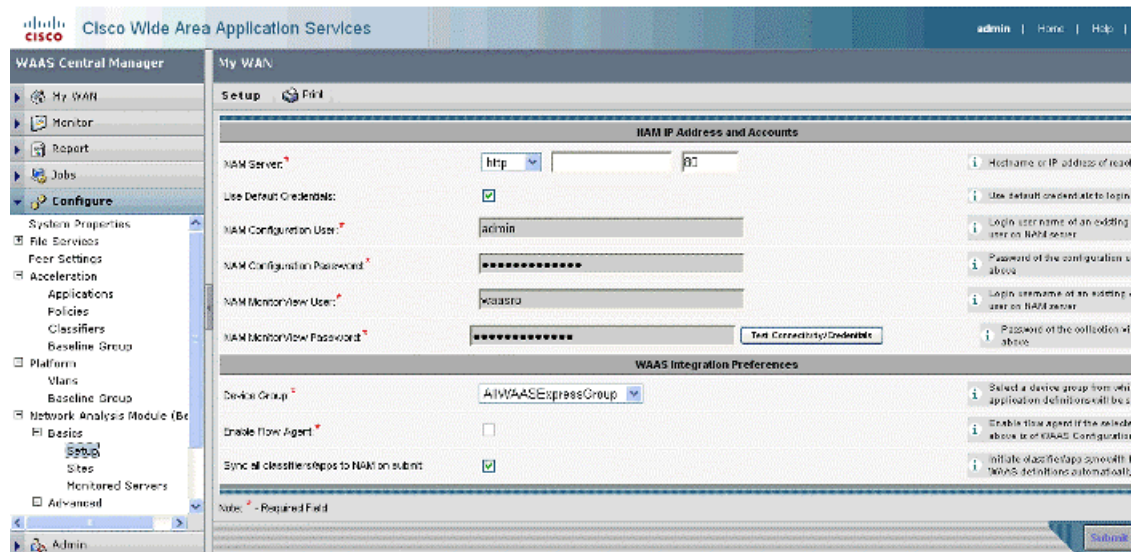 cisco Cisco Wide Area Application Services
admin | Home | Help |
WAAS Central Manager
My WAN
Monitor
Report
Jobs
Configure
System Properties
File Services
Peer Settings
Acceleration
Applications
Policies
Classifiers
Baseline Group
Platform
Vlans
Baseline Group
Network Analysis Module (Be
Basics
Setup
Sites
Monitored Servers
Advanced
Admin
My WAN
Setup Print
NAM IP Address and Accounts
NAM Server:* http 80
Hostname or IP address of reac
Use Default Credentials:
Use default credentials to login
NAM Configuration User:* admin
Login user name of an existing
user on NAM server
NAM Configuration Password:* •••••••••••••
Password of the configuration u
above
NAM MonitorView User:* waasro
Login username of an existing
user on NAM server
NAM MonitorView Password:* ••••••••••••• Test Connectivity/Credentials
Password of the collection vi
above
WAAS Integration Preferences
Device Group:* AllWAASExpressGroup
Select a device group from whi
application definitions will be s
Enable Flow Agent:*
Enable flow agent if the selecte
above is of WAAS Configuration
Sync all classifiers/apps to NAM on submit
Initiate classifier/app sync with
WAAS definitions automatically
Note: * - Required Field
Submit